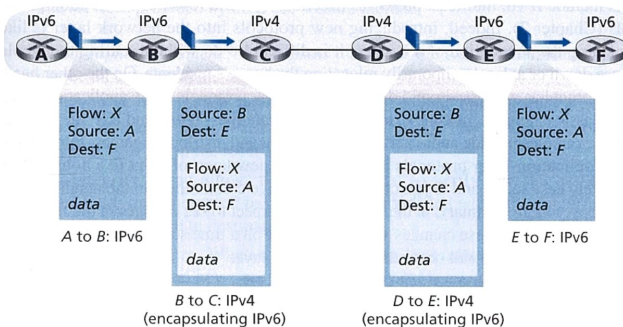 IPv6 IPv6 IPv4 IPv4 IPv6 IPv6
A B C D E F
Flow: X
Source: A
Dest: F
data
A to B: IPv6
Source: B
Dest: E
Flow: X
Source: A
Dest: F
data
B to C: IPv4
(encapsulating IPv6)
Source: B
Dest: E
Flow: X
Source: A
Dest: F
data
D to E: IPv4
(encapsulating IPv6)
Flow: X
Source: A
Dest: F
data
E to F: IPv6